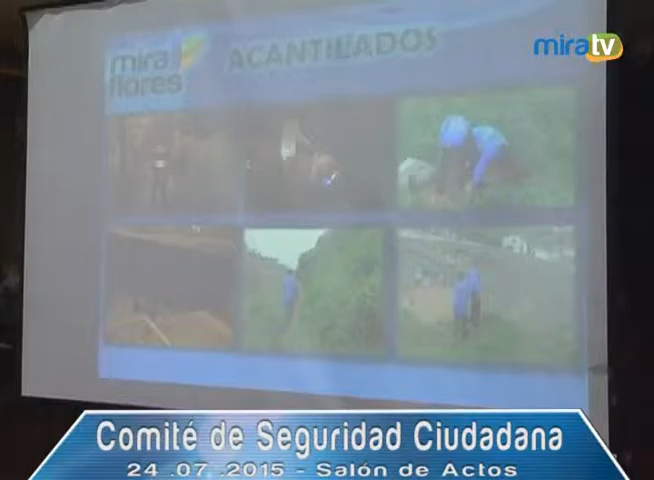 mira
flores
ACANTILADOS
miratv
Comité de Seguridad Ciudadana
24 .07 .2015 - Salón de Actos